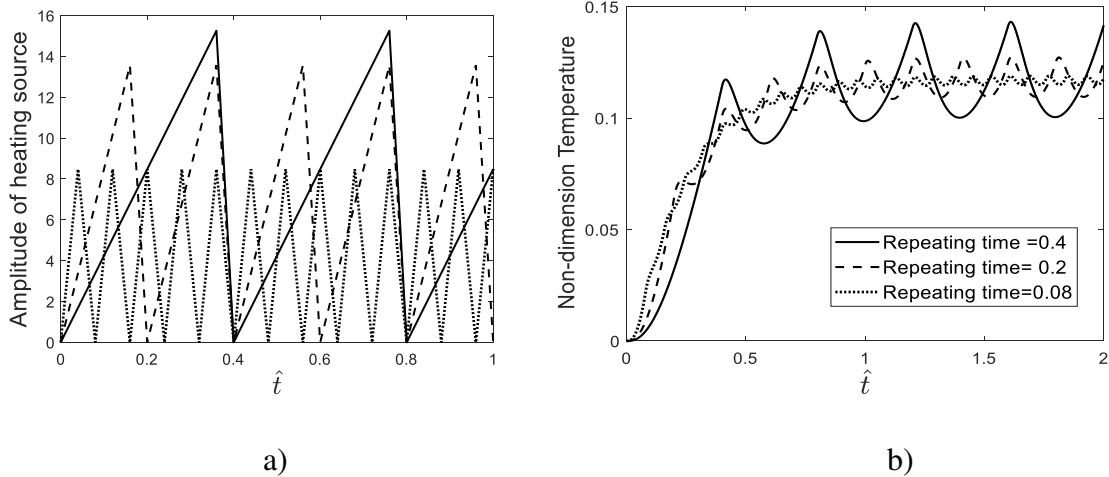 Amplitude of heating source
16
14
12
10
8
6
4
2
0
0
0.2
0.4
0.6
0.8
1
t̂
a)
Non-dimension Temperature
0.15
0.1
0.05
0
0
0.5
1
1.5
2
t̂
Repeating time =0.4
Repeating time= 0.2
Repeating time=0.08
b)